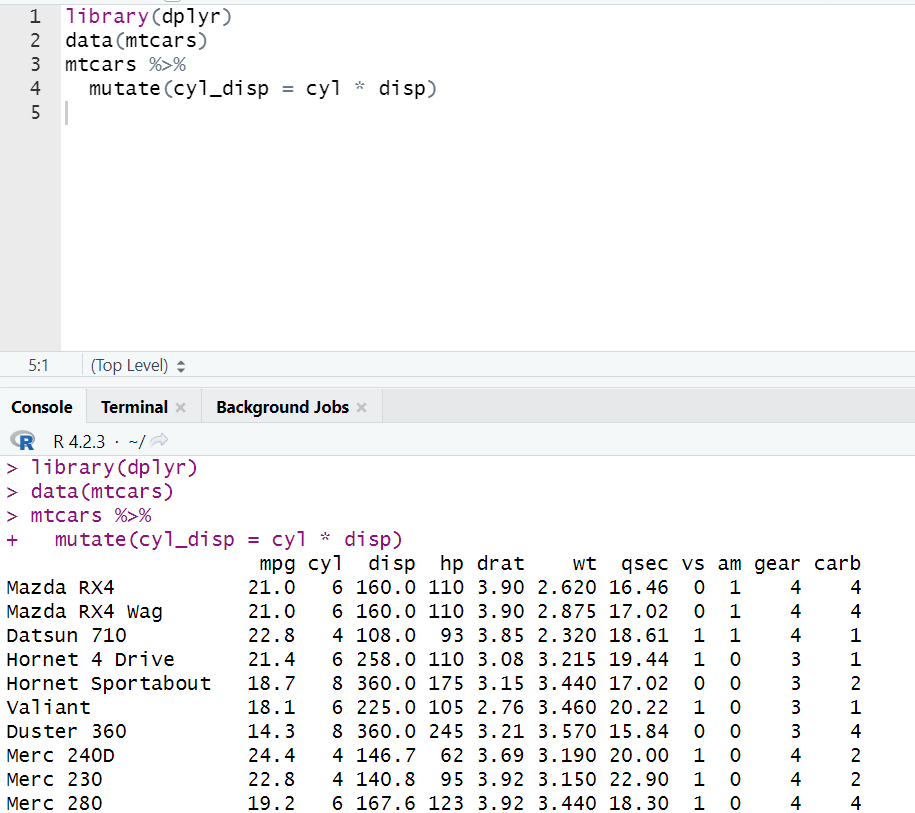 1 library(dplyr)
2 data(mtcars)
3 mtcars %>%
4   mutate(cyl_disp = cyl * disp)
5
5:1 (Top Level)
Console Terminal Background Jobs
R R 4.2.3 · ~/
> library(dplyr)
> data(mtcars)
> mtcars %>%
+   mutate(cyl_disp = cyl * disp)
                     mpg cyl  disp  hp drat    wt  qsec vs am gear carb
Mazda RX4           21.0   6 160.0 110 3.90 2.620 16.46  0  1    4    4
Mazda RX4 Wag       21.0   6 160.0 110 3.90 2.875 17.02  0  1    4    4
Datsun 710          22.8   4 108.0  93 3.85 2.320 18.61  1  1    4    1
Hornet 4 Drive      21.4   6 258.0 110 3.08 3.215 19.44  1  0    3    1
Hornet Sportabout   18.7   8 360.0 175 3.15 3.440 17.02  0  0    3    2
Valiant             18.1   6 225.0 105 2.76 3.460 20.22  1  0    3    1
Duster 360          14.3   8 360.0 245 3.21 3.570 15.84  0  0    3    4
Merc 240D           24.4   4 146.7  62 3.69 3.190 20.00  1  0    4    2
Merc 230            22.8   4 140.8  95 3.92 3.150 22.90  1  0    4    2
Merc 280            19.2   6 167.6 123 3.92 3.440 18.30  1  0    4    4